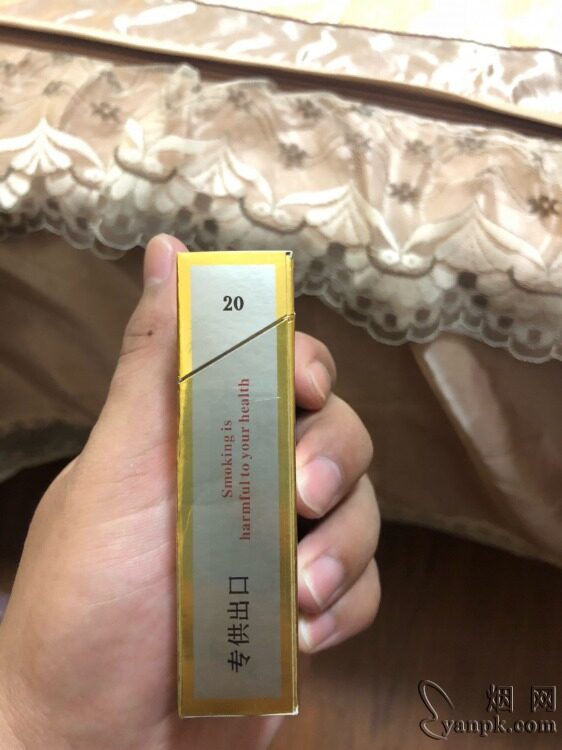 20
Smoking is
harmful to your health
专供出口
烟网
yanpk.com